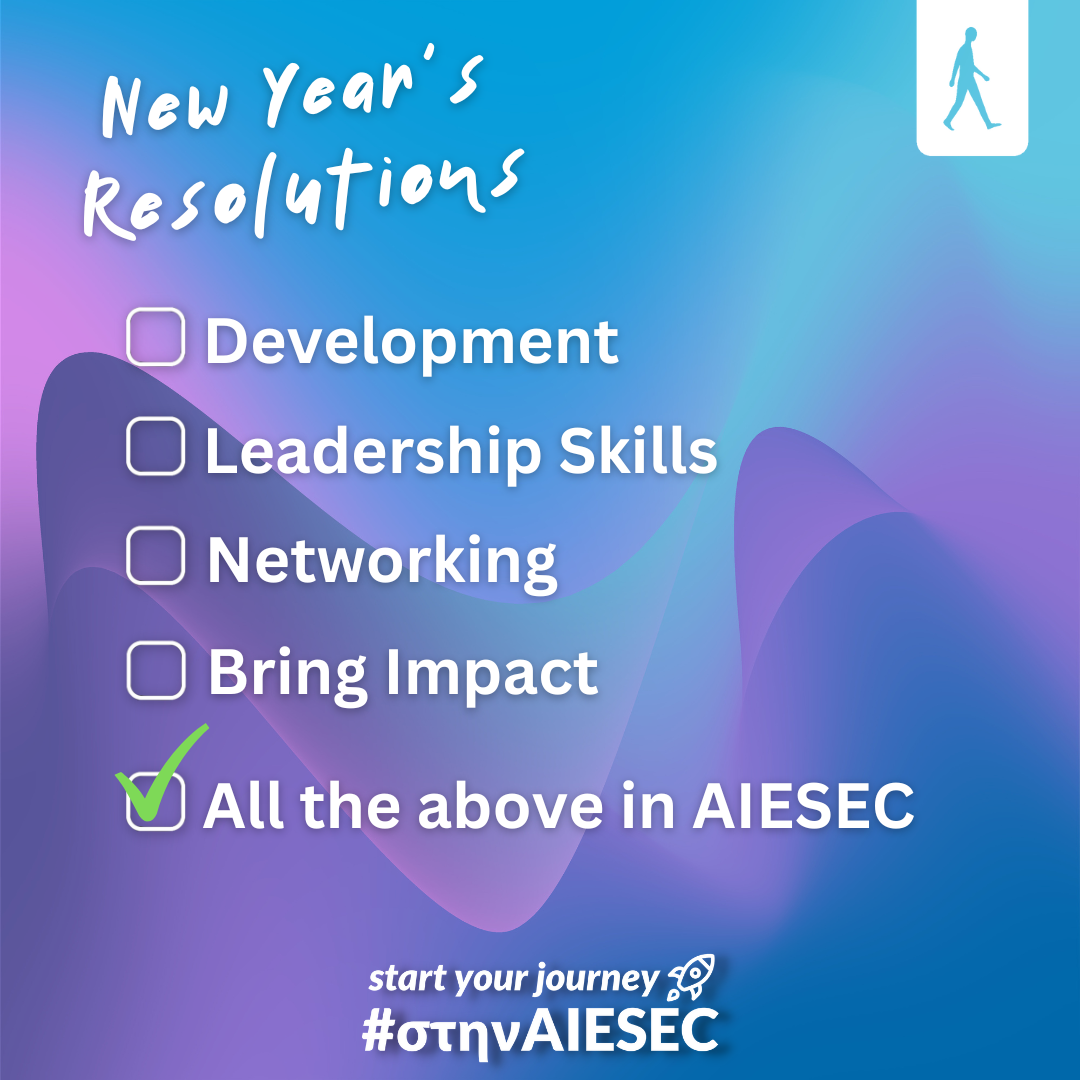 New Year's
Resolutions
Development
Leadership Skills
Networking
Bring Impact
All the above in AIESEC
start your journey
#στηνAIESEC